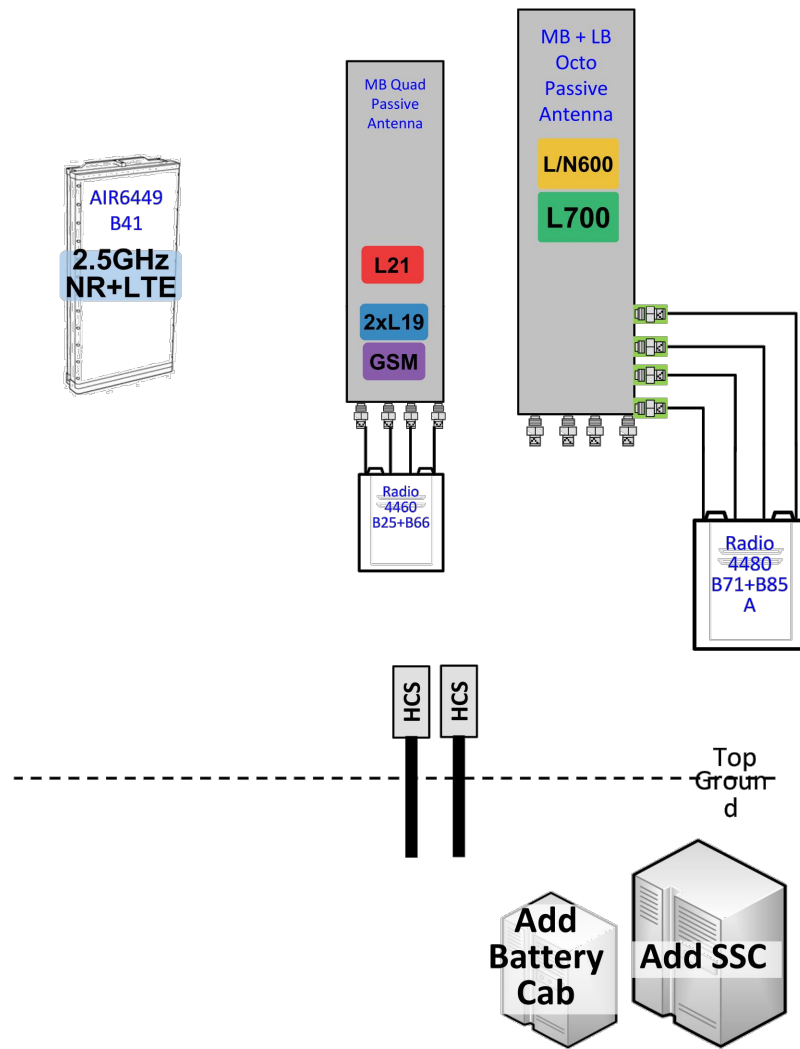 MB + LB
Octo
Passive
Antenna
L/N600
L700
MB Quad
Passive
Antenna
L21
2xL19
GSM
AIR6449
B41
2.5GHz
NR+LTE
Radio
4460
B25+B66
Radio
4480
B71+B85
A
HCS
HCS
Top
Groun
d
Add
Battery
Cab
Add SSC